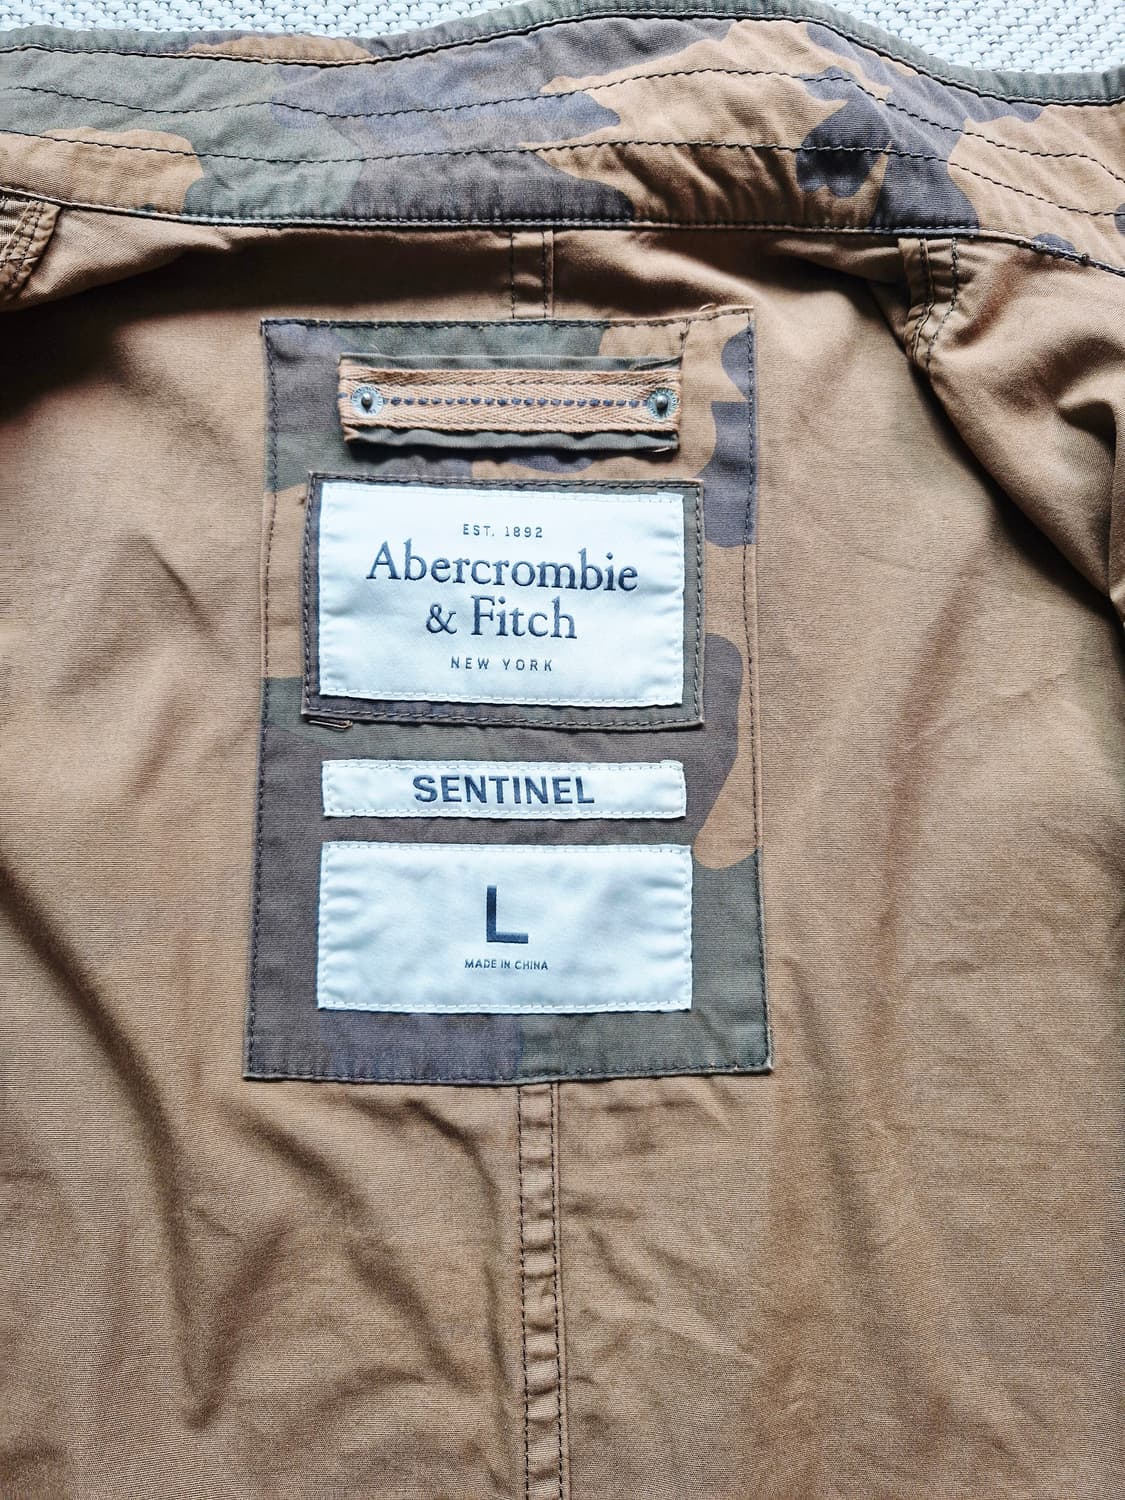 EST. 1892
Abercrombie
& Fitch
NEW YORK
SENTINEL
L
MADE IN CHINA